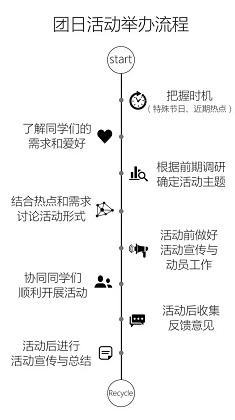 团日活动举办流程
start
把握时机
（特殊节日、近期热点）
了解同学们的
需求和爱好
根据前期调研
确定活动主题
结合热点和需求
讨论活动形式
活动前做好
活动宣传与
动员工作
协同同学们
顺利开展活动
活动后收集
反馈意见
活动后进行
活动宣传与总结
Recycle